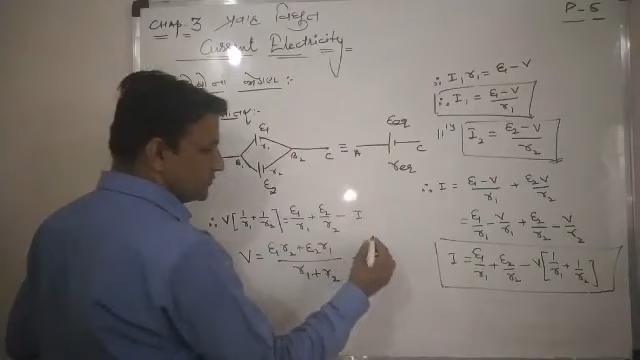 CHAP-3 પ્રવાહ વિદ્યુત
P-5
Current Electricity
જોડાણ :-
ε₁
r₁
B₁ B₂ C
r₂
ε₂
≡
εeq
A C
req
∴ V[1/r₁ + 1/r₂] = ε₁/r₁ + ε₂/r₂ - I
V = ε₁r₂ + ε₂r₁ / r₁ + r₂
∴ I₁r₁ = ε₁ - V
∴ I₁ = ε₁ - V / r₁
I₂ = ε₂ - V / r₂
∴ I = ε₁ - V / r₁ + ε₂ V / r₂
= ε₁/r₁ - V/r₁ + ε₂/r₂ - V/r₂
I = ε₁/r₁ + ε₂/r₂ - V[1/r₁ + 1/r₂]